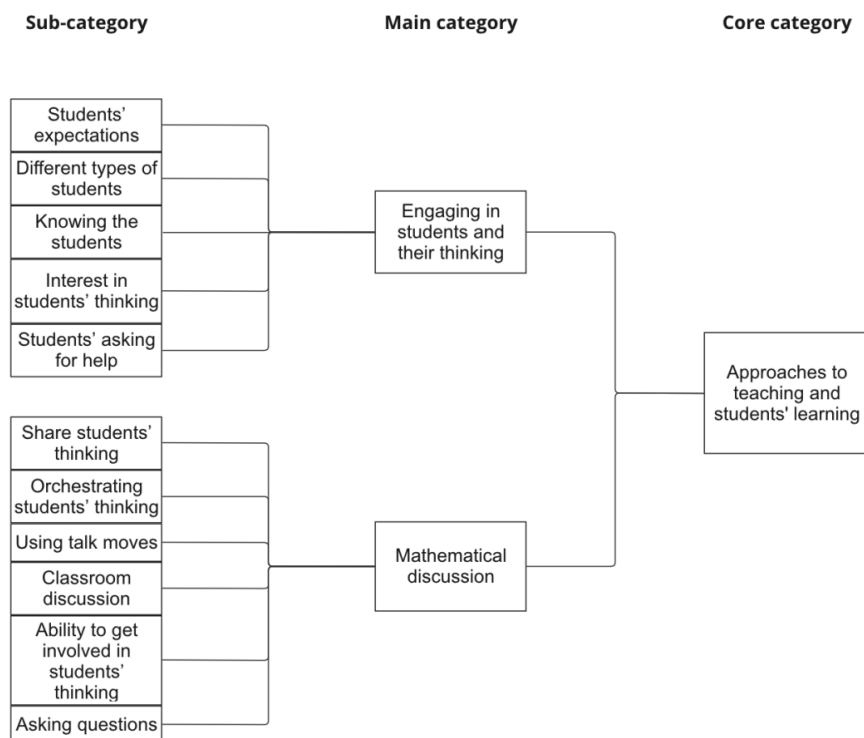 Sub-category
Main category
Core category
Students’
expectations
Different types of
students
Knowing the
students
Interest in
students’ thinking
Students’ asking
for help
Engaging in
students and
their thinking
Share students’
thinking
Orchestrating
students’ thinking
Using talk moves
Classroom
discussion
Ability to get
involved in
students’
thinking
Asking questions
Mathematical
discussion
Approaches to
teaching and
students' learning